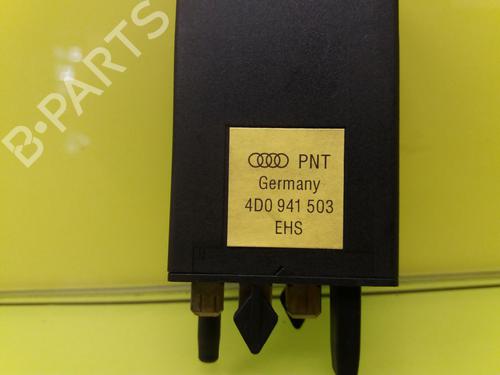 B-PARTS
PNT
Germany
4D0 941 503
EHS